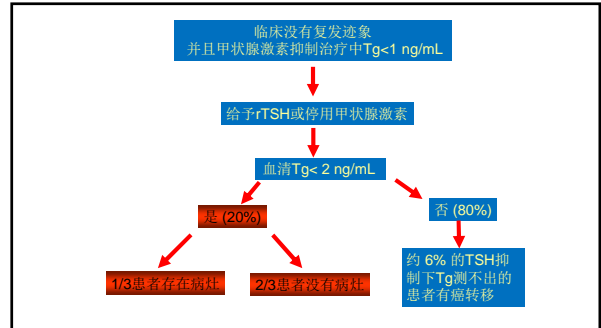 临床没有复发迹象
并且甲状腺激素抑制治疗中Tg<1 ng/mL
给予rTSH或停用甲状腺激素
血清Tg< 2 ng/mL
是 (20%)
否 (80%)
1/3患者存在病灶
2/3患者没有病灶
约 6% 的TSH抑
制下Tg测不出的
患者有癌转移